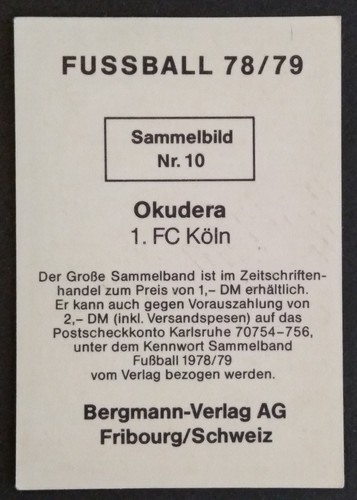 FUSSBALL 78/79
Sammelbild
Nr. 10
Okudera
1. FC Köln
Der Große Sammelband ist im Zeitschriften-
handel zum Preis von 1,– DM erhältlich.
Er kann auch gegen Vorauszahlung von
2,– DM (inkl. Versandspesen) auf das
Postscheckkonto Karlsruhe 70754–756,
unter dem Kennwort Sammelband
Fußball 1978/79
vom Verlag bezogen werden.
Bergmann-Verlag AG
Fribourg/Schweiz